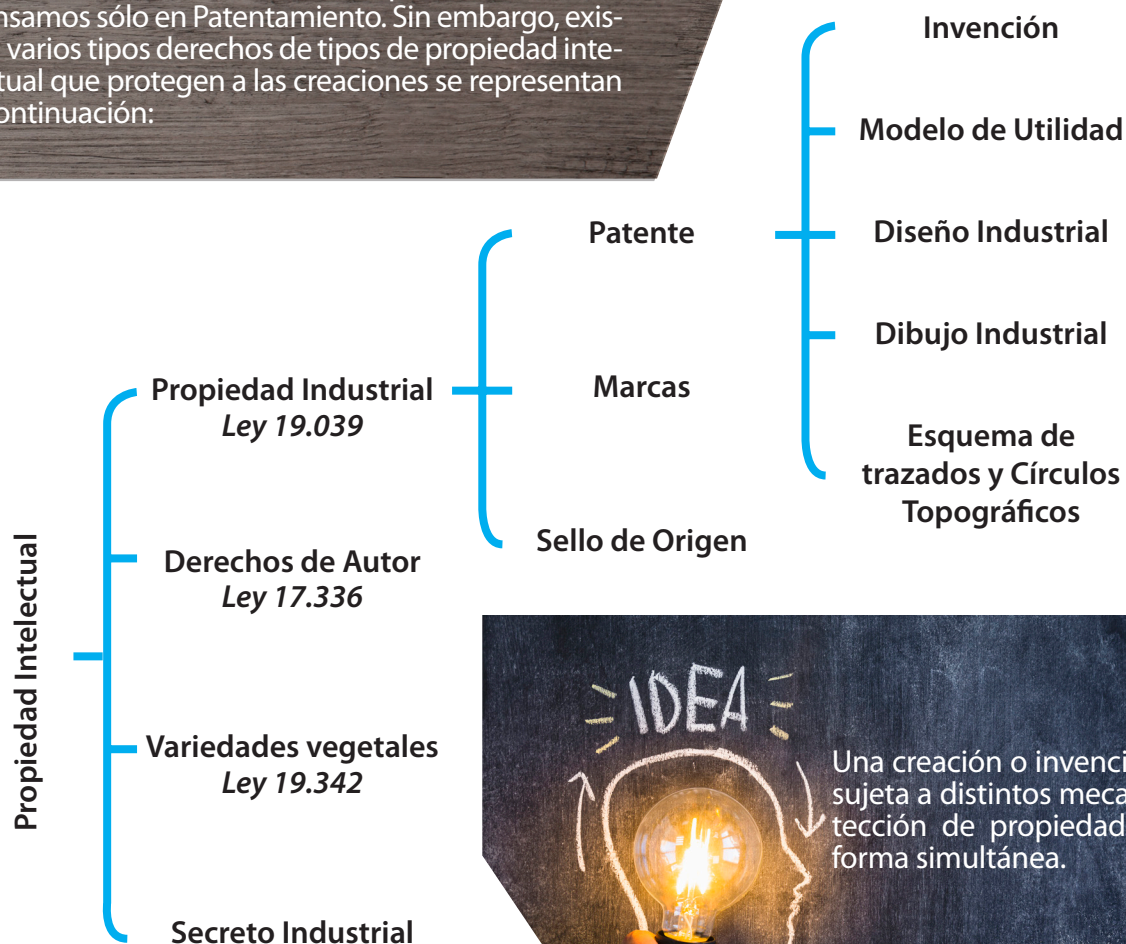 nsamos sólo en Patentamiento. Sin embargo, exis-
varios tipos derechos de tipos de propiedad inte-
tual que protegen a las creaciones se representan
ontinuación:
Invención
Modelo de Utilidad
Patente
Diseño Industrial
Dibujo Industrial
Propiedad Industrial
Ley 19.039
Marcas
Esquema de
trazados y Círculos
Topográficos
Sello de Origen
Propiedad Intelectual
Derechos de Autor
Ley 17.336
Variedades vegetales
Ley 19.342
Secreto Industrial
IDEA
Una creación o invenci
sujeta a distintos meca
tección de propiedad
forma simultánea.